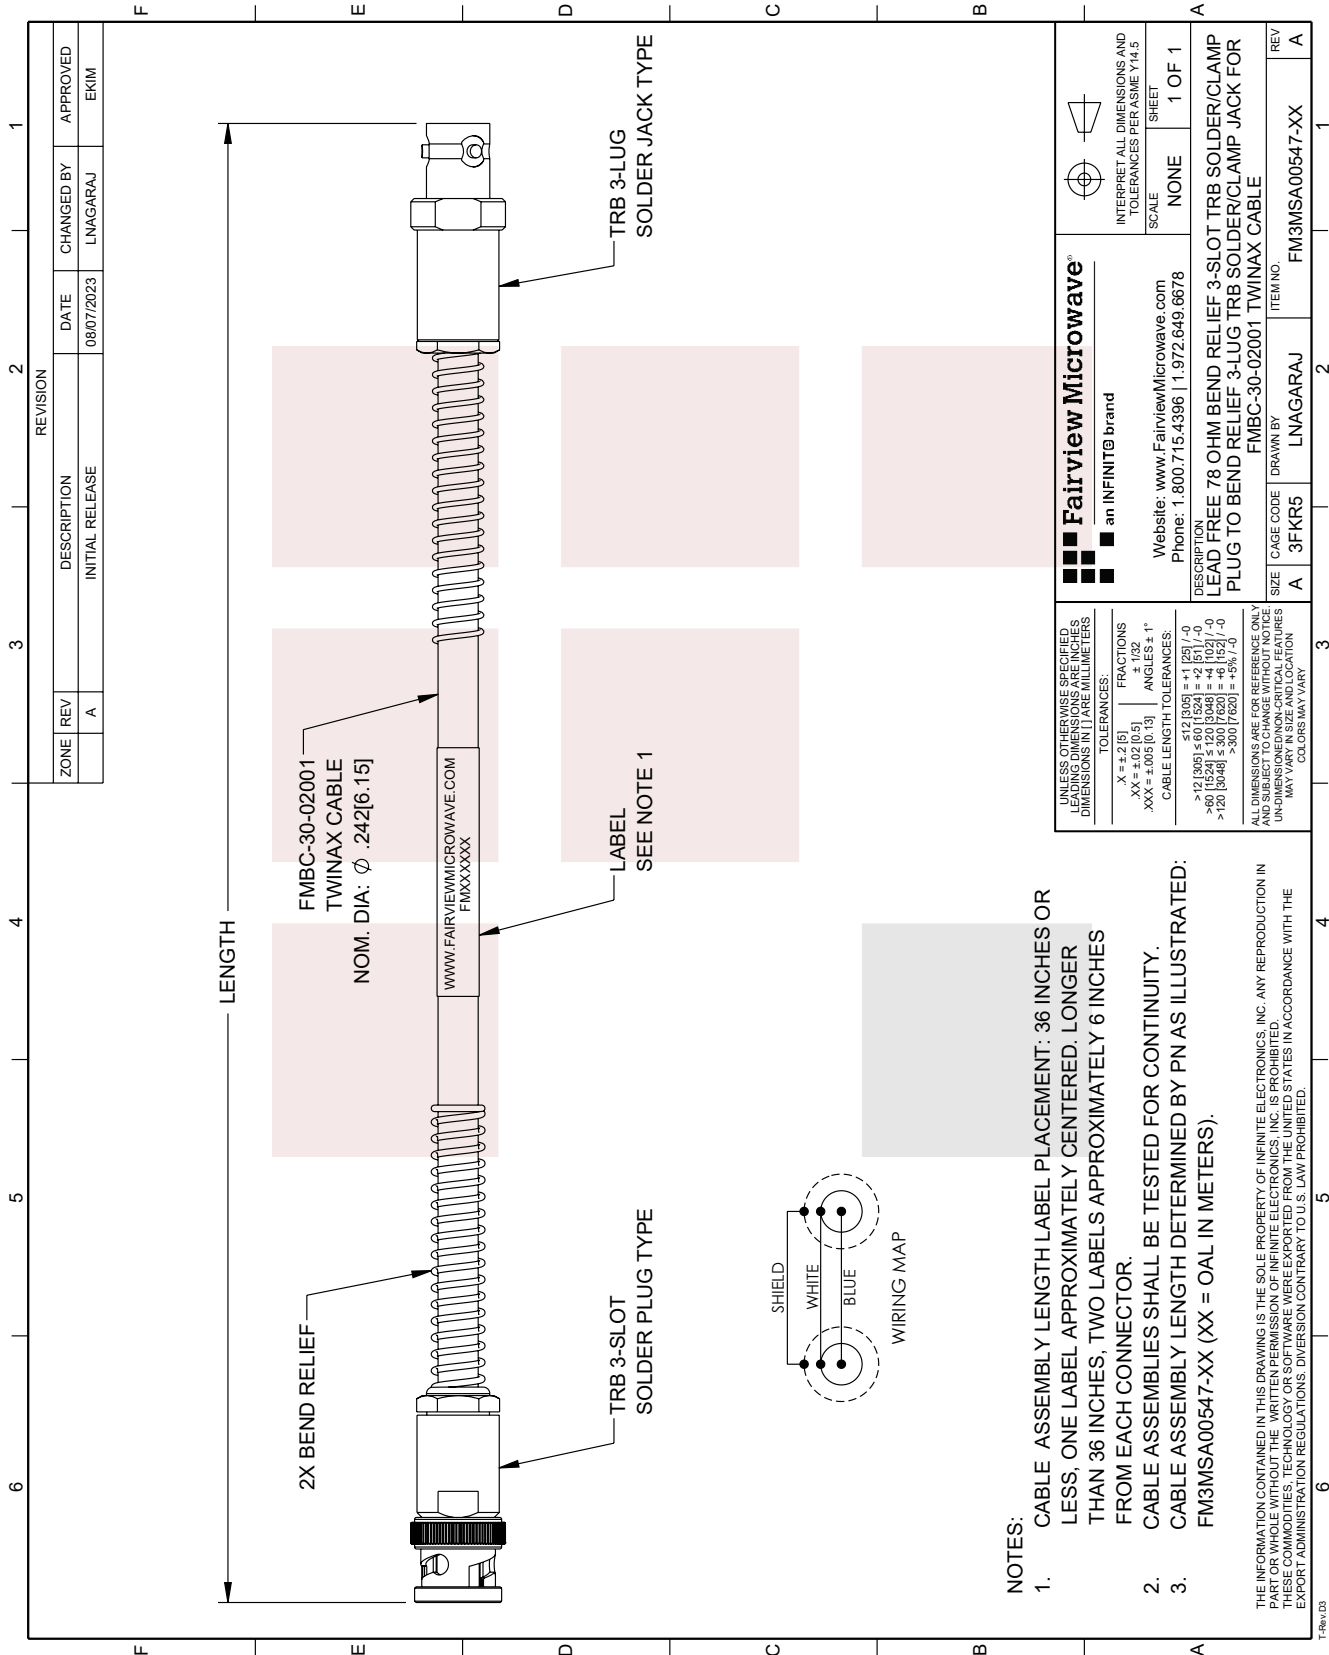 REVISION
ZONE REV DESCRIPTION DATE CHANGED BY APPROVED
A INITIAL RELEASE 08/07/2023 LNAGARAJ EKIM
6 5 4 3 2 1
F
E
D
C
B
A
LENGTH
2X BEND RELIEF
FMBC-30-02001
TWINAX CABLE
NOM. DIA: ∅ .242[6.15]
WWW.FAIRVIEWMICROWAVE.COM
FMXXXXXX
TRB 3-SLOT
SOLDER PLUG TYPE
LABEL
SEE NOTE 1
TRB 3-LUG
SOLDER JACK TYPE
SHIELD
WHITE
BLUE
WIRING MAP
NOTES:
1. CABLE ASSEMBLY LENGTH LABEL PLACEMENT: 36 INCHES OR
LESS, ONE LABEL APPROXIMATELY CENTERED. LONGER
THAN 36 INCHES, TWO LABELS APPROXIMATELY 6 INCHES
FROM EACH CONNECTOR.
2. CABLE ASSEMBLIES SHALL BE TESTED FOR CONTINUITY.
3. CABLE ASSEMBLY LENGTH DETERMINED BY PN AS ILLUSTRATED:
FM3MSA00547-XX (XX = OAL IN METERS).
THE INFORMATION CONTAINED IN THIS DRAWING IS THE SOLE PROPERTY OF INFINITE ELECTRONICS, INC. ANY REPRODUCTION IN
PART OR WHOLE WITHOUT THE WRITTEN PERMISSION OF INFINITE ELECTRONICS, INC. IS PROHIBITED.
THESE COMMODITIES, TECHNOLOGY OR SOFTWARE WERE EXPORTED FROM THE UNITED STATES IN ACCORDANCE WITH THE
EXPORT ADMINISTRATION REGULATIONS. DIVERSION CONTRARY TO U.S. LAW PROHIBITED.
UNLESS OTHERWISE SPECIFIED
LEADING DIMENSIONS ARE INCHES
DIMENSIONS IN [ ] ARE MILLIMETERS
TOLERANCES:
.X = ±.2 [5] FRACTIONS
.XX = ±.02 [0.5] ± 1/32
.XXX = ±.005 [0.13] ANGLES ± 1°
CABLE LENGTH TOLERANCES:
≤12 [305] = +1 [25] / -0
>12 [305] ≤ 60 [1524] = +2 [51] / -0
>60 [1524] ≤ 120 [3048] = +4 [102] / -0
>120 [3048] ≤ 300 [7620] = +6 [152] / -0
>300 [7620] = +5% / -0
ALL DIMENSIONS ARE FOR REFERENCE ONLY
AND SUBJECT TO CHANGE WITHOUT NOTICE.
UN-DIMENSIONED/NON-CRITICAL FEATURES
MAY VARY IN SIZE AND LOCATION
COLORS MAY VARY
Fairview Microwave®
an INFINITe brand
Website: www.FairviewMicrowave.com
Phone: 1.800.715.4396 | 1.972.649.6678
INTERPRET ALL DIMENSIONS AND
TOLERANCES PER ASME Y14.5
SCALE NONE
SHEET 1 OF 1
DESCRIPTION
LEAD FREE 78 OHM BEND RELIEF 3-SLOT TRB SOLDER/CLAMP
PLUG TO BEND RELIEF 3-LUG TRB SOLDER/CLAMP JACK FOR
FMBC-30-02001 TWINAX CABLE
SIZE CAGE CODE DRAWN BY ITEM NO. REV
A 3FKR5 LNAGARAJ FM3MSA00547-XX A
F
E
D
C
B
A
6 5 4 3 2 1
T-Rev.D3